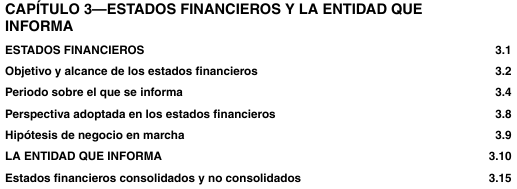 CAPÍTULO 3—ESTADOS FINANCIEROS Y LA ENTIDAD QUE
INFORMA
ESTADOS FINANCIEROS 3.1
Objetivo y alcance de los estados financieros 3.2
Periodo sobre el que se informa 3.4
Perspectiva adoptada en los estados financieros 3.8
Hipótesis de negocio en marcha 3.9
LA ENTIDAD QUE INFORMA 3.10
Estados financieros consolidados y no consolidados 3.15